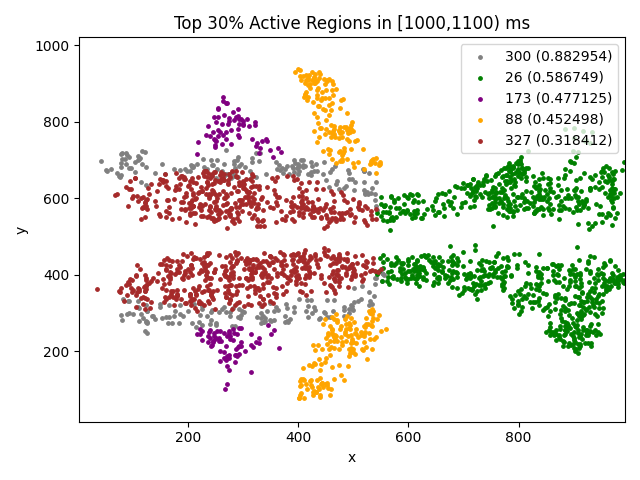 Top 30% Active Regions in [1000,1100) ms
300 (0.882954)
26 (0.586749)
173 (0.477125)
88 (0.452498)
327 (0.318412)
y
1000
800
600
400
200
200 400 600 800
x